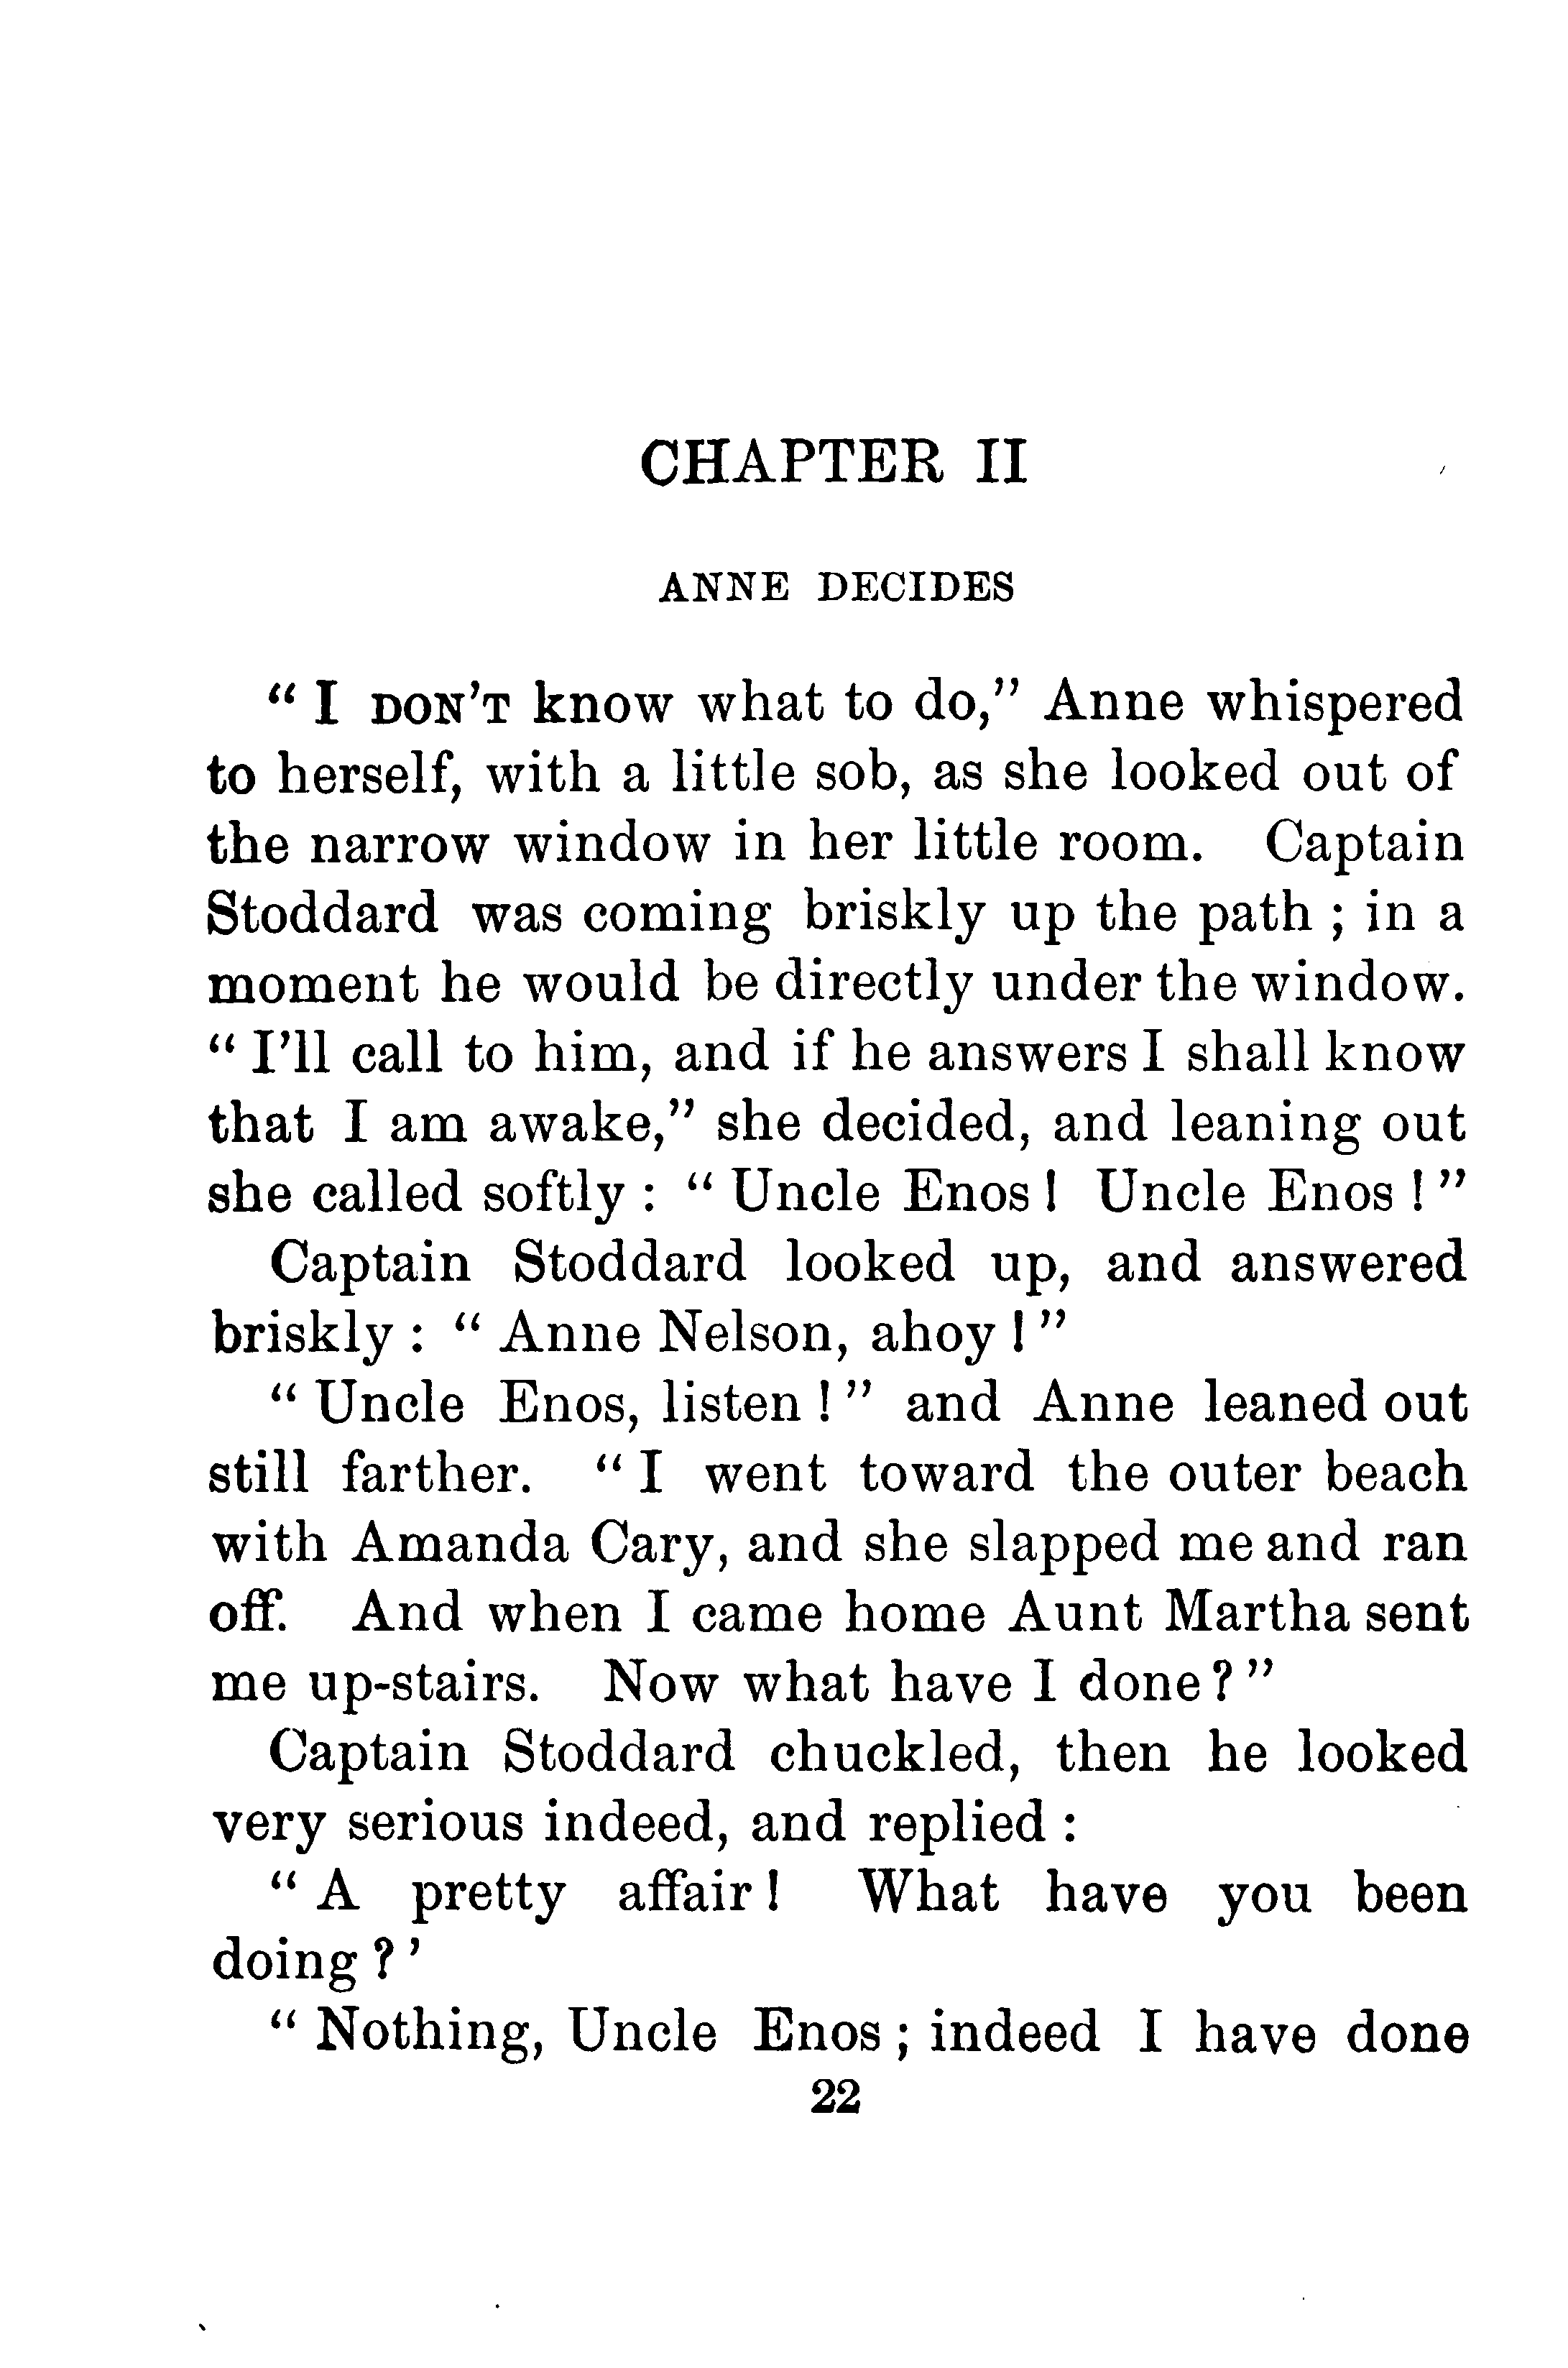 CHAPTER II
ANNE DECIDES
“ I DON’T know what to do,” Anne whispered
to herself, with a little sob, as she looked out of
the narrow window in her little room. Captain
Stoddard was coming briskly up the path ; in a
moment he would be directly under the window.
“ I’ll call to him, and if he answers I shall know
that I am awake,” she decided, and leaning out
she called softly : “ Uncle Enos ! Uncle Enos ! ”
Captain Stoddard looked up, and answered
briskly : “ Anne Nelson, ahoy ! ”
“ Uncle Enos, listen ! ” and Anne leaned out
still farther. “ I went toward the outer beach
with Amanda Cary, and she slapped me and ran
off. And when I came home Aunt Martha sent
me up-stairs. Now what have I done ? ”
Captain Stoddard chuckled, then he looked
very serious indeed, and replied :
“ A pretty affair ! What have you been
doing ? ’
“ Nothing, Uncle Enos ; indeed I have done
22